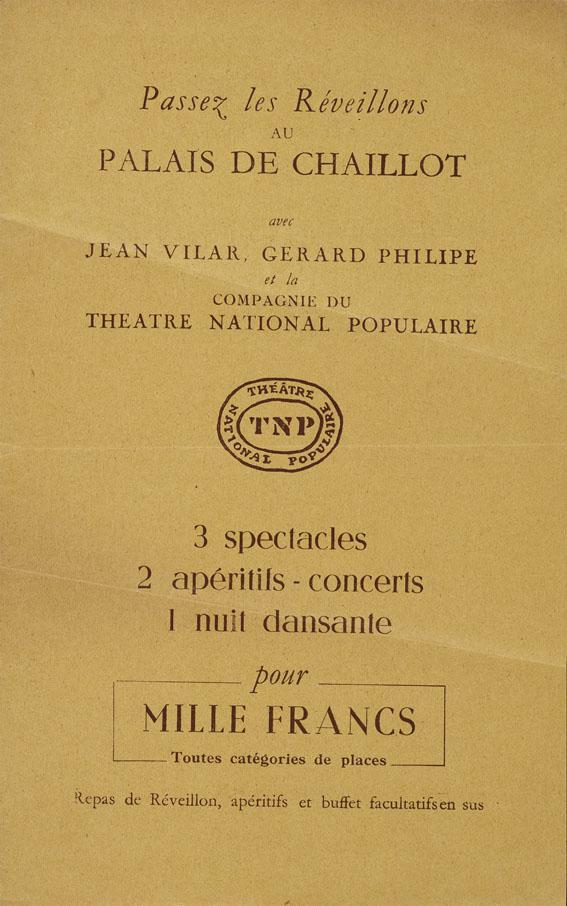 Passez les Réveillons
AU
PALAIS DE CHAILLOT
avec
JEAN VILAR, GERARD PHILIPE
et la
COMPAGNIE DU
THEATRE NATIONAL POPULAIRE
THÉÂTRE
NATIONAL POPULAIRE
TNP
3 spectacles
2 apéritifs - concerts
1 nuit dansante
pour
MILLE FRANCS
Toutes catégories de places
Repas de Réveillon, apéritifs et buffet facultatifs en sus